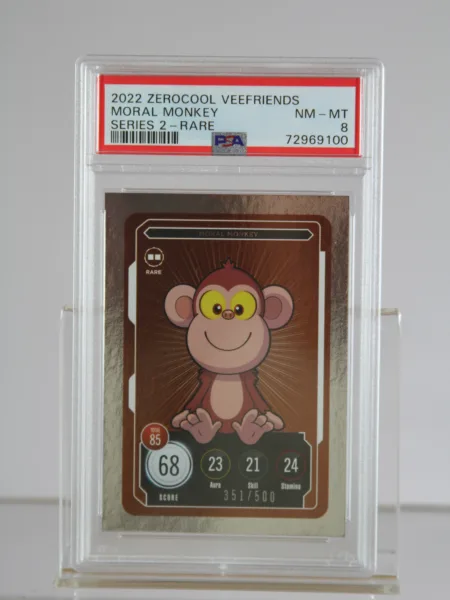 2022 ZEROCOOL VEEFRIENDS
MORAL MONKEY NM – MT
SERIES 2 – RARE 8
PSA 72969100
MORAL MONKEY
RARE
85
68 23 21 24
SCORE Aura Skill Stamina
351/500